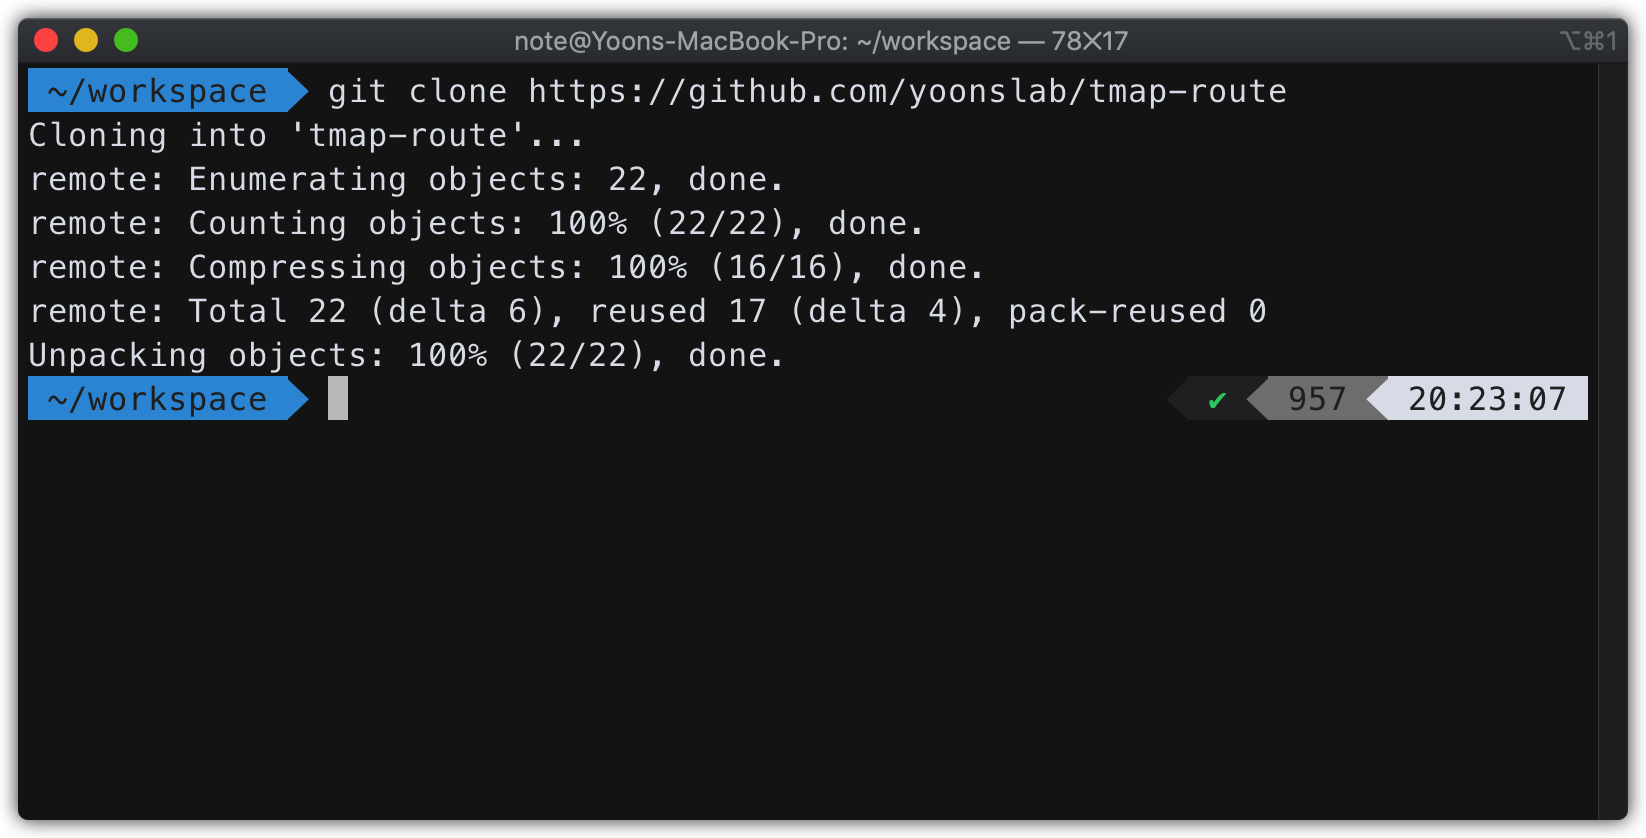 note@Yoons-MacBook-Pro: ~/workspace — 78×17 ⌥⌘1
~/workspace git clone https://github.com/yoonslab/tmap-route
Cloning into 'tmap-route'...
remote: Enumerating objects: 22, done.
remote: Counting objects: 100% (22/22), done.
remote: Compressing objects: 100% (16/16), done.
remote: Total 22 (delta 6), reused 17 (delta 4), pack-reused 0
Unpacking objects: 100% (22/22), done.
~/workspace ✔ 957 20:23:07